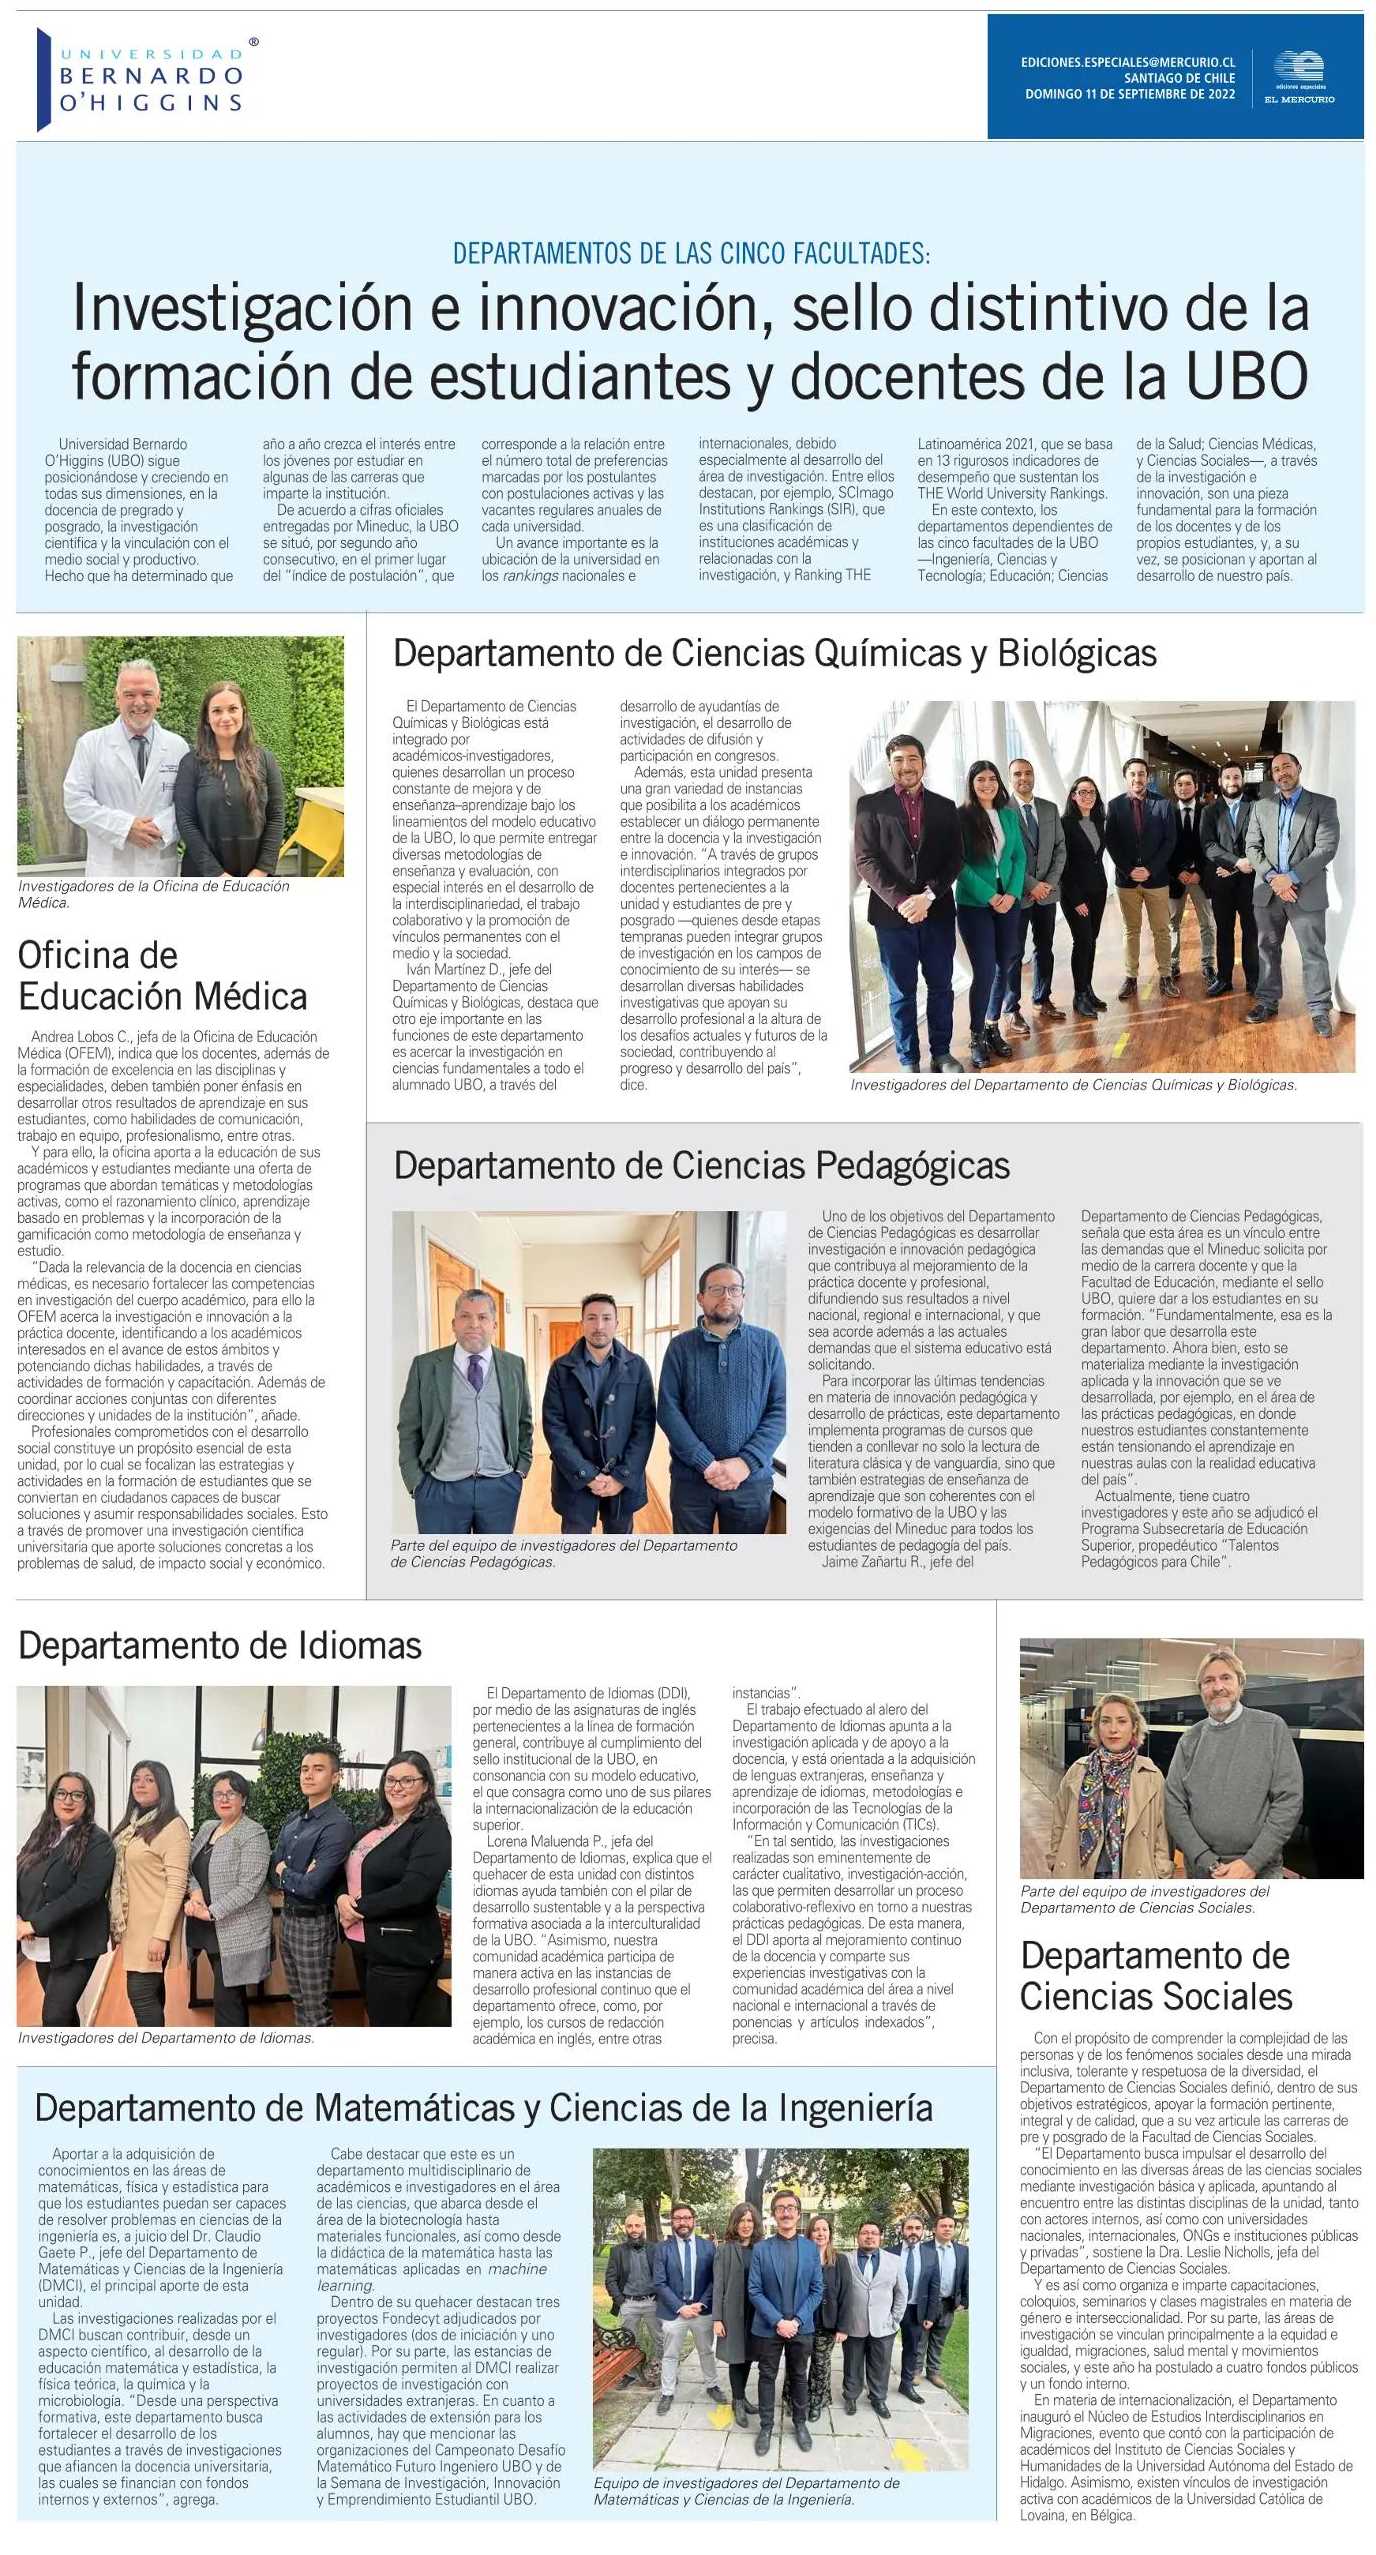 UNIVERSIDAD
BERNARDO
O'HIGGINS
®
EDICIONES.ESPECIALES@MERCURIO.CL
SANTIAGO DE CHILE
DOMINGO 11 DE SEPTIEMBRE DE 2022
ediciones especiales
EL MERCURIO
DEPARTAMENTOS DE LAS CINCO FACULTADES:
Investigación e innovación, sello distintivo de la
formación de estudiantes y docentes de la UBO
Universidad Bernardo
O'Higgins (UBO) sigue
posicionándose y creciendo en
todas sus dimensiones, en la
docencia de pregrado y
posgrado, la investigación
científica y la vinculación con el
medio social y productivo.
Hecho que ha determinado que
año a año crezca el interés entre
los jóvenes por estudiar en
algunas de las carreras que
imparte la institución.
De acuerdo a cifras oficiales
entregadas por Mineduc, la UBO
se situó, por segundo año
consecutivo, en el primer lugar
del “índice de postulación”, que
corresponde a la relación entre
el número total de preferencias
marcadas por los postulantes
con postulaciones activas y las
vacantes regulares anuales de
cada universidad.
Un avance importante es la
ubicación de la universidad en
los rankings nacionales e
internacionales, debido
especialmente al desarrollo del
área de investigación. Entre ellos
destacan, por ejemplo, SCImago
Institutions Rankings (SIR), que
es una clasificación de
instituciones académicas y
relacionadas con la
investigación, y Ranking THE
Latinoamérica 2021, que se basa
en 13 rigurosos indicadores de
desempeño que sustentan los
THE World University Rankings.
En este contexto, los
departamentos dependientes de
las cinco facultades de la UBO
—Ingeniería, Ciencias y
Tecnología; Educación; Ciencias
de la Salud; Ciencias Médicas,
y Ciencias Sociales—, a través
de la investigación e
innovación, son una pieza
fundamental para la formación
de los docentes y de los
propios estudiantes, y, a su
vez, se posicionan y aportan al
desarrollo de nuestro país.
Investigadores de la Oficina de Educación
Médica.
Oficina de
Educación Médica
Andrea Lobos C., jefa de la Oficina de Educación
Médica (OFEM), indica que los docentes, además de
la formación de excelencia en las disciplinas y
especialidades, deben también poner énfasis en
desarrollar otros resultados de aprendizaje en sus
estudiantes, como habilidades de comunicación,
trabajo en equipo, profesionalismo, entre otras.
Y para ello, la oficina aporta a la educación de sus
académicos y estudiantes mediante una oferta de
programas que abordan temáticas y metodologías
activas, como el razonamiento clínico, aprendizaje
basado en problemas y la incorporación de la
gamificación como metodología de enseñanza y
estudio.
“Dada la relevancia de la docencia en ciencias
médicas, es necesario fortalecer las competencias
en investigación del cuerpo académico, para ello la
OFEM acerca la investigación e innovación a la
práctica docente, identificando a los académicos
interesados en el avance de estos ámbitos y
potenciando dichas habilidades, a través de
actividades de formación y capacitación. Además de
coordinar acciones conjuntas con diferentes
direcciones y unidades de la institución”, añade.
Profesionales comprometidos con el desarrollo
social constituye un propósito esencial de esta
unidad, por lo cual se focalizan las estrategias y
actividades en la formación de estudiantes que se
conviertan en ciudadanos capaces de buscar
soluciones y asumir responsabilidades sociales. Esto
a través de promover una investigación científica
universitaria que aporte soluciones concretas a los
problemas de salud, de impacto social y económico.
Departamento de Ciencias Químicas y Biológicas
El Departamento de Ciencias
Químicas y Biológicas está
integrado por
académicos-investigadores,
quienes desarrollan un proceso
constante de mejora y de
enseñanza–aprendizaje bajo los
lineamientos del modelo educativo
de la UBO, lo que permite entregar
diversas metodologías de
enseñanza y evaluación, con
especial interés en el desarrollo de
la interdisciplinariedad, el trabajo
colaborativo y la promoción de
vínculos permanentes con el
medio y la sociedad.
Iván Martínez D., jefe del
Departamento de Ciencias
Químicas y Biológicas, destaca que
otro eje importante en las
funciones de este departamento
es acercar la investigación en
ciencias fundamentales a todo el
alumnado UBO, a través del
desarrollo de ayudantías de
investigación, el desarrollo de
actividades de difusión y
participación en congresos.
Además, esta unidad presenta
una gran variedad de instancias
que posibilita a los académicos
establecer un diálogo permanente
entre la docencia y la investigación
e innovación. “A través de grupos
interdisciplinarios integrados por
docentes pertenecientes a la
unidad y estudiantes de pre y
posgrado —quienes desde etapas
tempranas pueden integrar grupos
de investigación en los campos de
conocimiento de su interés— se
desarrollan diversas habilidades
investigativas que apoyan su
desarrollo profesional a la altura de
los desafíos actuales y futuros de la
sociedad, contribuyendo al
progreso y desarrollo del país”,
dice.
Investigadores del Departamento de Ciencias Químicas y Biológicas.
Departamento de Ciencias Pedagógicas
Parte del equipo de investigadores del Departamento
de Ciencias Pedagógicas.
Uno de los objetivos del Departamento
de Ciencias Pedagógicas es desarrollar
investigación e innovación pedagógica
que contribuya al mejoramiento de la
práctica docente y profesional,
difundiendo sus resultados a nivel
nacional, regional e internacional, y que
sea acorde además a las actuales
demandas que el sistema educativo está
solicitando.
Para incorporar las últimas tendencias
en materia de innovación pedagógica y
desarrollo de prácticas, este departamento
implementa programas de cursos que
tienden a conllevar no solo la lectura de
literatura clásica y de vanguardia, sino que
también estrategias de enseñanza de
aprendizaje que son coherentes con el
modelo formativo de la UBO y las
exigencias del Mineduc para todos los
estudiantes de pedagogía del país.
Jaime Zañartu R., jefe del
Departamento de Ciencias Pedagógicas,
señala que esta área es un vínculo entre
las demandas que el Mineduc solicita por
medio de la carrera docente y que la
Facultad de Educación, mediante el sello
UBO, quiere dar a los estudiantes en su
formación. “Fundamentalmente, esa es la
gran labor que desarrolla este
departamento. Ahora bien, esto se
materializa mediante la investigación
aplicada y la innovación que se ve
desarrollada, por ejemplo, en el área de
las prácticas pedagógicas, en donde
nuestros estudiantes constantemente
están tensionando el aprendizaje en
nuestras aulas con la realidad educativa
del país”.
Actualmente, tiene cuatro
investigadores y este año se adjudicó el
Programa Subsecretaría de Educación
Superior, propedéutico “Talentos
Pedagógicos para Chile”.
Departamento de Idiomas
Investigadores del Departamento de Idiomas.
El Departamento de Idiomas (DDI),
por medio de las asignaturas de inglés
pertenecientes a la línea de formación
general, contribuye al cumplimiento del
sello institucional de la UBO, en
consonancia con su modelo educativo,
el que consagra como uno de sus pilares
la internacionalización de la educación
superior.
Lorena Maluenda P., jefa del
Departamento de Idiomas, explica que el
quehacer de esta unidad con distintos
idiomas ayuda también con el pilar de
desarrollo sustentable y a la perspectiva
formativa asociada a la interculturalidad
de la UBO. “Asimismo, nuestra
comunidad académica participa de
manera activa en las instancias de
desarrollo profesional continuo que el
departamento ofrece, como, por
ejemplo, los cursos de redacción
académica en inglés, entre otras
instancias”.
El trabajo efectuado al alero del
Departamento de Idiomas apunta a la
investigación aplicada y de apoyo a la
docencia, y está orientada a la adquisición
de lenguas extranjeras, enseñanza y
aprendizaje de idiomas, metodologías e
incorporación de las Tecnologías de la
Información y Comunicación (TICs).
“En tal sentido, las investigaciones
realizadas son eminentemente de
carácter cualitativo, investigación-acción,
las que permiten desarrollar un proceso
colaborativo-reflexivo en torno a nuestras
prácticas pedagógicas. De esta manera,
el DDI aporta al mejoramiento continuo
de la docencia y comparte sus
experiencias investigativas con la
comunidad académica del área a nivel
nacional e internacional a través de
ponencias y artículos indexados”,
precisa.
Parte del equipo de investigadores del
Departamento de Ciencias Sociales.
Departamento de
Ciencias Sociales
Con el propósito de comprender la complejidad de las
personas y de los fenómenos sociales desde una mirada
inclusiva, tolerante y respetuosa de la diversidad, el
Departamento de Ciencias Sociales definió, dentro de sus
objetivos estratégicos, apoyar la formación pertinente,
integral y de calidad, que a su vez articule las carreras de
pre y posgrado de la Facultad de Ciencias Sociales.
“El Departamento busca impulsar el desarrollo del
conocimiento en las diversas áreas de las ciencias sociales
mediante investigación básica y aplicada, apuntando al
encuentro entre las distintas disciplinas de la unidad, tanto
con actores internos, así como con universidades
nacionales, internacionales, ONGs e instituciones públicas
y privadas”, sostiene la Dra. Leslie Nicholls, jefa del
Departamento de Ciencias Sociales.
Y es así como organiza e imparte capacitaciones,
coloquios, seminarios y clases magistrales en materia de
género e interseccionalidad. Por su parte, las áreas de
investigación se vinculan principalmente a la equidad e
igualdad, migraciones, salud mental y movimientos
sociales, y este año ha postulado a cuatro fondos públicos
y un fondo interno.
En materia de internacionalización, el Departamento
inauguró el Núcleo de Estudios Interdisciplinarios en
Migraciones, evento que contó con la participación de
académicos del Instituto de Ciencias Sociales y
Humanidades de la Universidad Autónoma del Estado de
Hidalgo. Asimismo, existen vínculos de investigación
activa con académicos de la Universidad Católica de
Lovaina, en Bélgica.
Departamento de Matemáticas y Ciencias de la Ingeniería
Aportar a la adquisición de
conocimientos en las áreas de
matemáticas, física y estadística para
que los estudiantes puedan ser capaces
de resolver problemas en ciencias de la
ingeniería es, a juicio del Dr. Claudio
Gaete P., jefe del Departamento de
Matemáticas y Ciencias de la Ingeniería
(DMCI), el principal aporte de esta
unidad.
Las investigaciones realizadas por el
DMCI buscan contribuir, desde un
aspecto científico, al desarrollo de la
educación matemática y estadística, la
física teórica, la química y la
microbiología. “Desde una perspectiva
formativa, este departamento busca
fortalecer el desarrollo de los
estudiantes a través de investigaciones
que afiancen la docencia universitaria,
las cuales se financian con fondos
internos y externos”, agrega.
Cabe destacar que este es un
departamento multidisciplinario de
académicos e investigadores en el área
de las ciencias, que abarca desde el
área de la biotecnología hasta
materiales funcionales, así como desde
la didáctica de la matemática hasta las
matemáticas aplicadas en machine
learning.
Dentro de su quehacer destacan tres
proyectos Fondecyt adjudicados por
investigadores (dos de iniciación y uno
regular). Por su parte, las estancias de
investigación permiten al DMCI realizar
proyectos de investigación con
universidades extranjeras. En cuanto a
las actividades de extensión para los
alumnos, hay que mencionar las
organizaciones del Campeonato Desafío
Matemático Futuro Ingeniero UBO y de
la Semana de Investigación, Innovación
y Emprendimiento Estudiantil UBO.
Equipo de investigadores del Departamento de
Matemáticas y Ciencias de la Ingeniería.